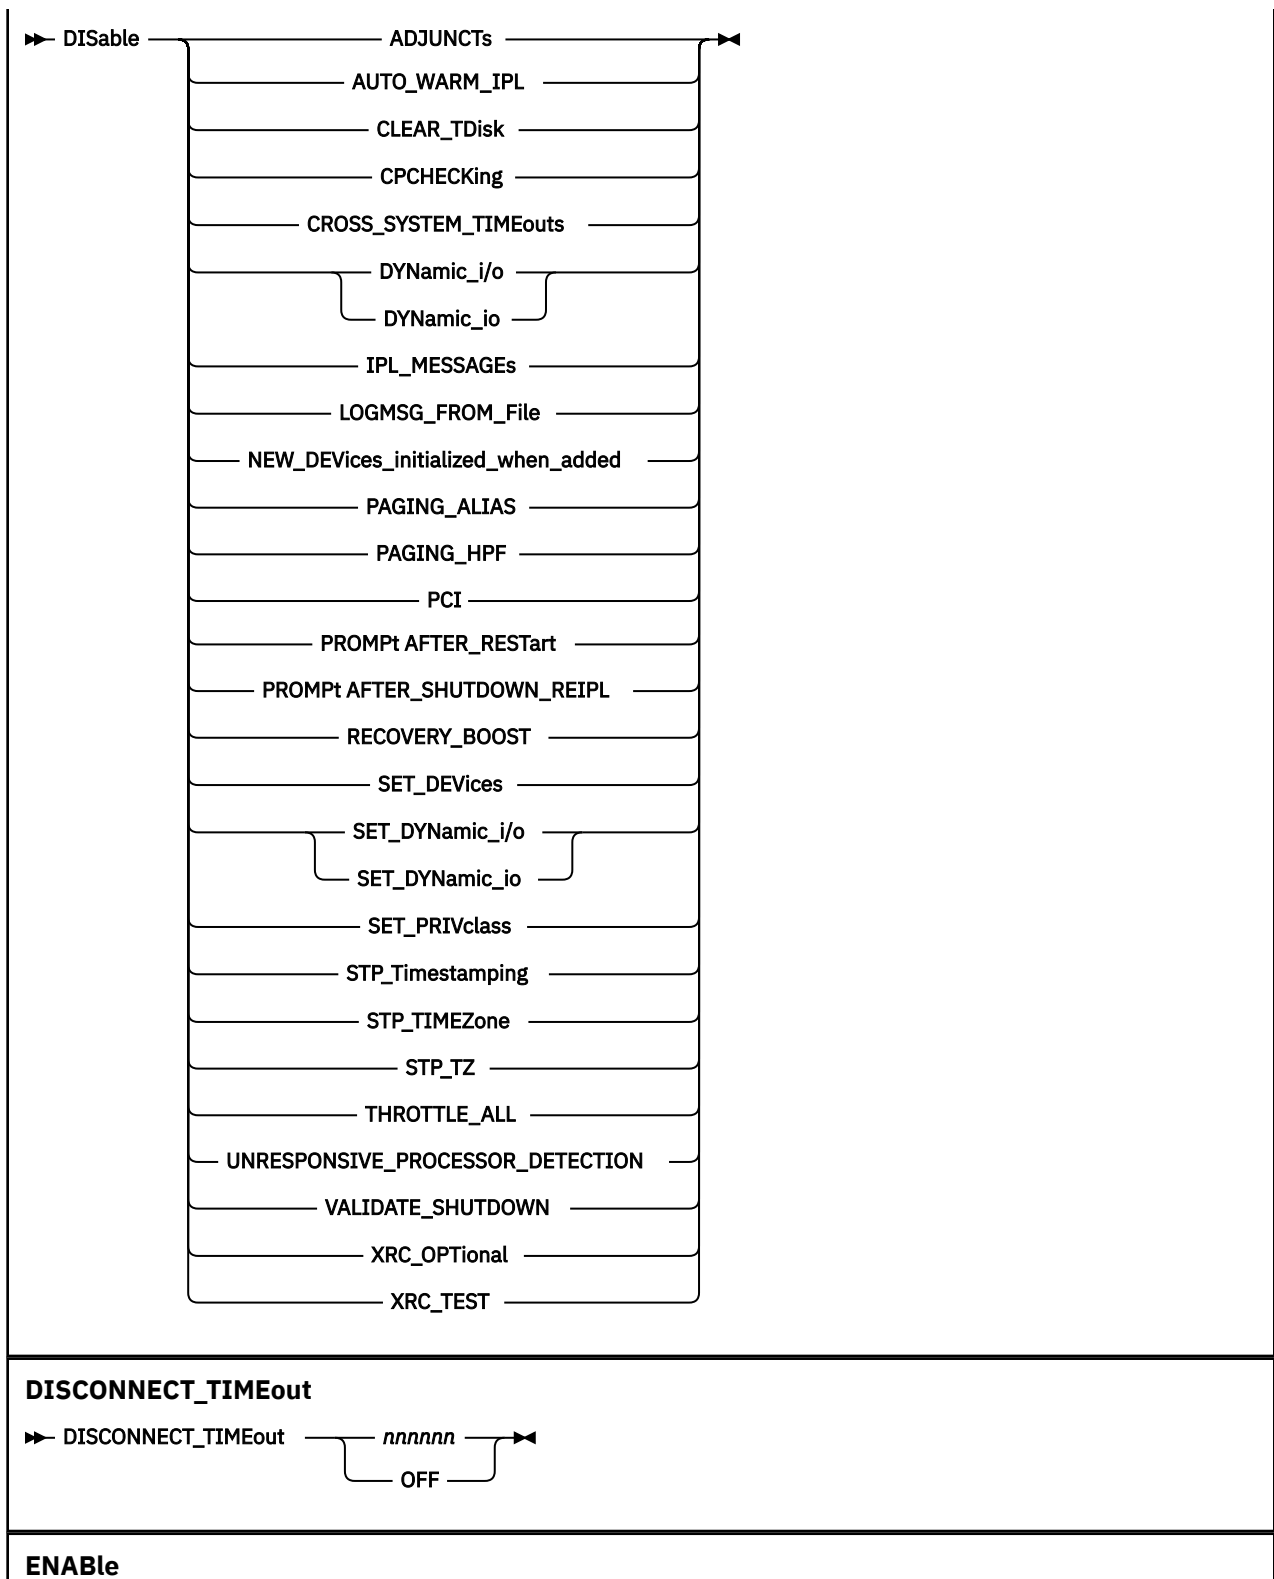 DISable ADJUNCTs
AUTO_WARM_IPL
CLEAR_TDisk
CPCHECKing
CROSS_SYSTEM_TIMEouts
DYNamic_i/o
DYNamic_io
IPL_MESSAGEs
LOGMSG_FROM_File
NEW_DEVices_initialized_when_added
PAGING_ALIAS
PAGING_HPF
PCI
PROMPt AFTER_RESTart
PROMPt AFTER_SHUTDOWN_REIPL
RECOVERY_BOOST
SET_DEVices
SET_DYNamic_i/o
SET_DYNamic_io
SET_PRIVclass
STP_Timestamping
STP_TIMEZone
STP_TZ
THROTTLE_ALL
UNRESPONSIVE_PROCESSOR_DETECTION
VALIDATE_SHUTDOWN
XRC_OPTional
XRC_TEST
DISCONNECT_TIMEout
DISCONNECT_TIMEout nnnnnn
OFF
ENABle